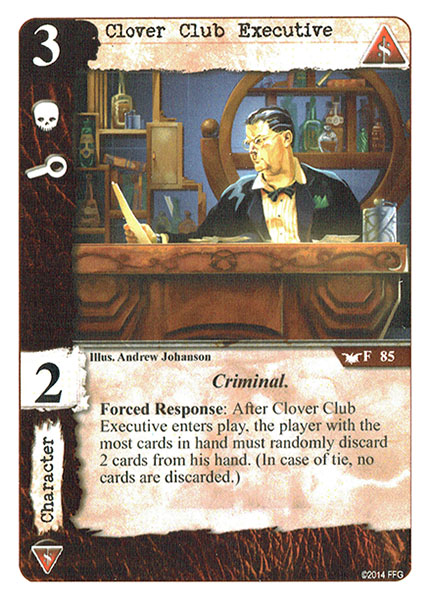 3
Clover Club Executive
Illus. Andrew Johanson
F 85
2
Criminal.
Forced Response: After Clover Club
Executive enters play, the player with the
most cards in hand must randomly discard
2 cards from his hand. (In case of tie, no
cards are discarded.)
Character
©2014 FFG